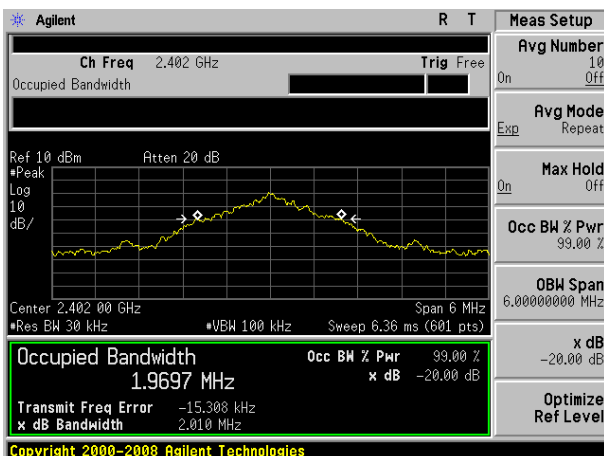 Agilent R T
Ch Freq 2.402 GHz Trig Free
Occupied Bandwidth
Ref 10 dBm Atten 20 dB
#Peak
Log
10
dB/
Center 2.402 00 GHz Span 6 MHz
#Res BW 30 kHz #VBW 100 kHz Sweep 6.36 ms (601 pts)
Occupied Bandwidth Occ BW % Pwr 99.00 %
1.9697 MHz x dB -20.00 dB
Transmit Freq Error -15.308 kHz
x dB Bandwidth 2.010 MHz
Copyright 2000-2008 Agilent Technologies
Meas Setup
Avg Number
10
On Off
Avg Mode
Exp Repeat
Max Hold
On Off
Occ BW % Pwr
99.00 %
OBW Span
6.00000000 MHz
x dB
-20.00 dB
Optimize
Ref Level